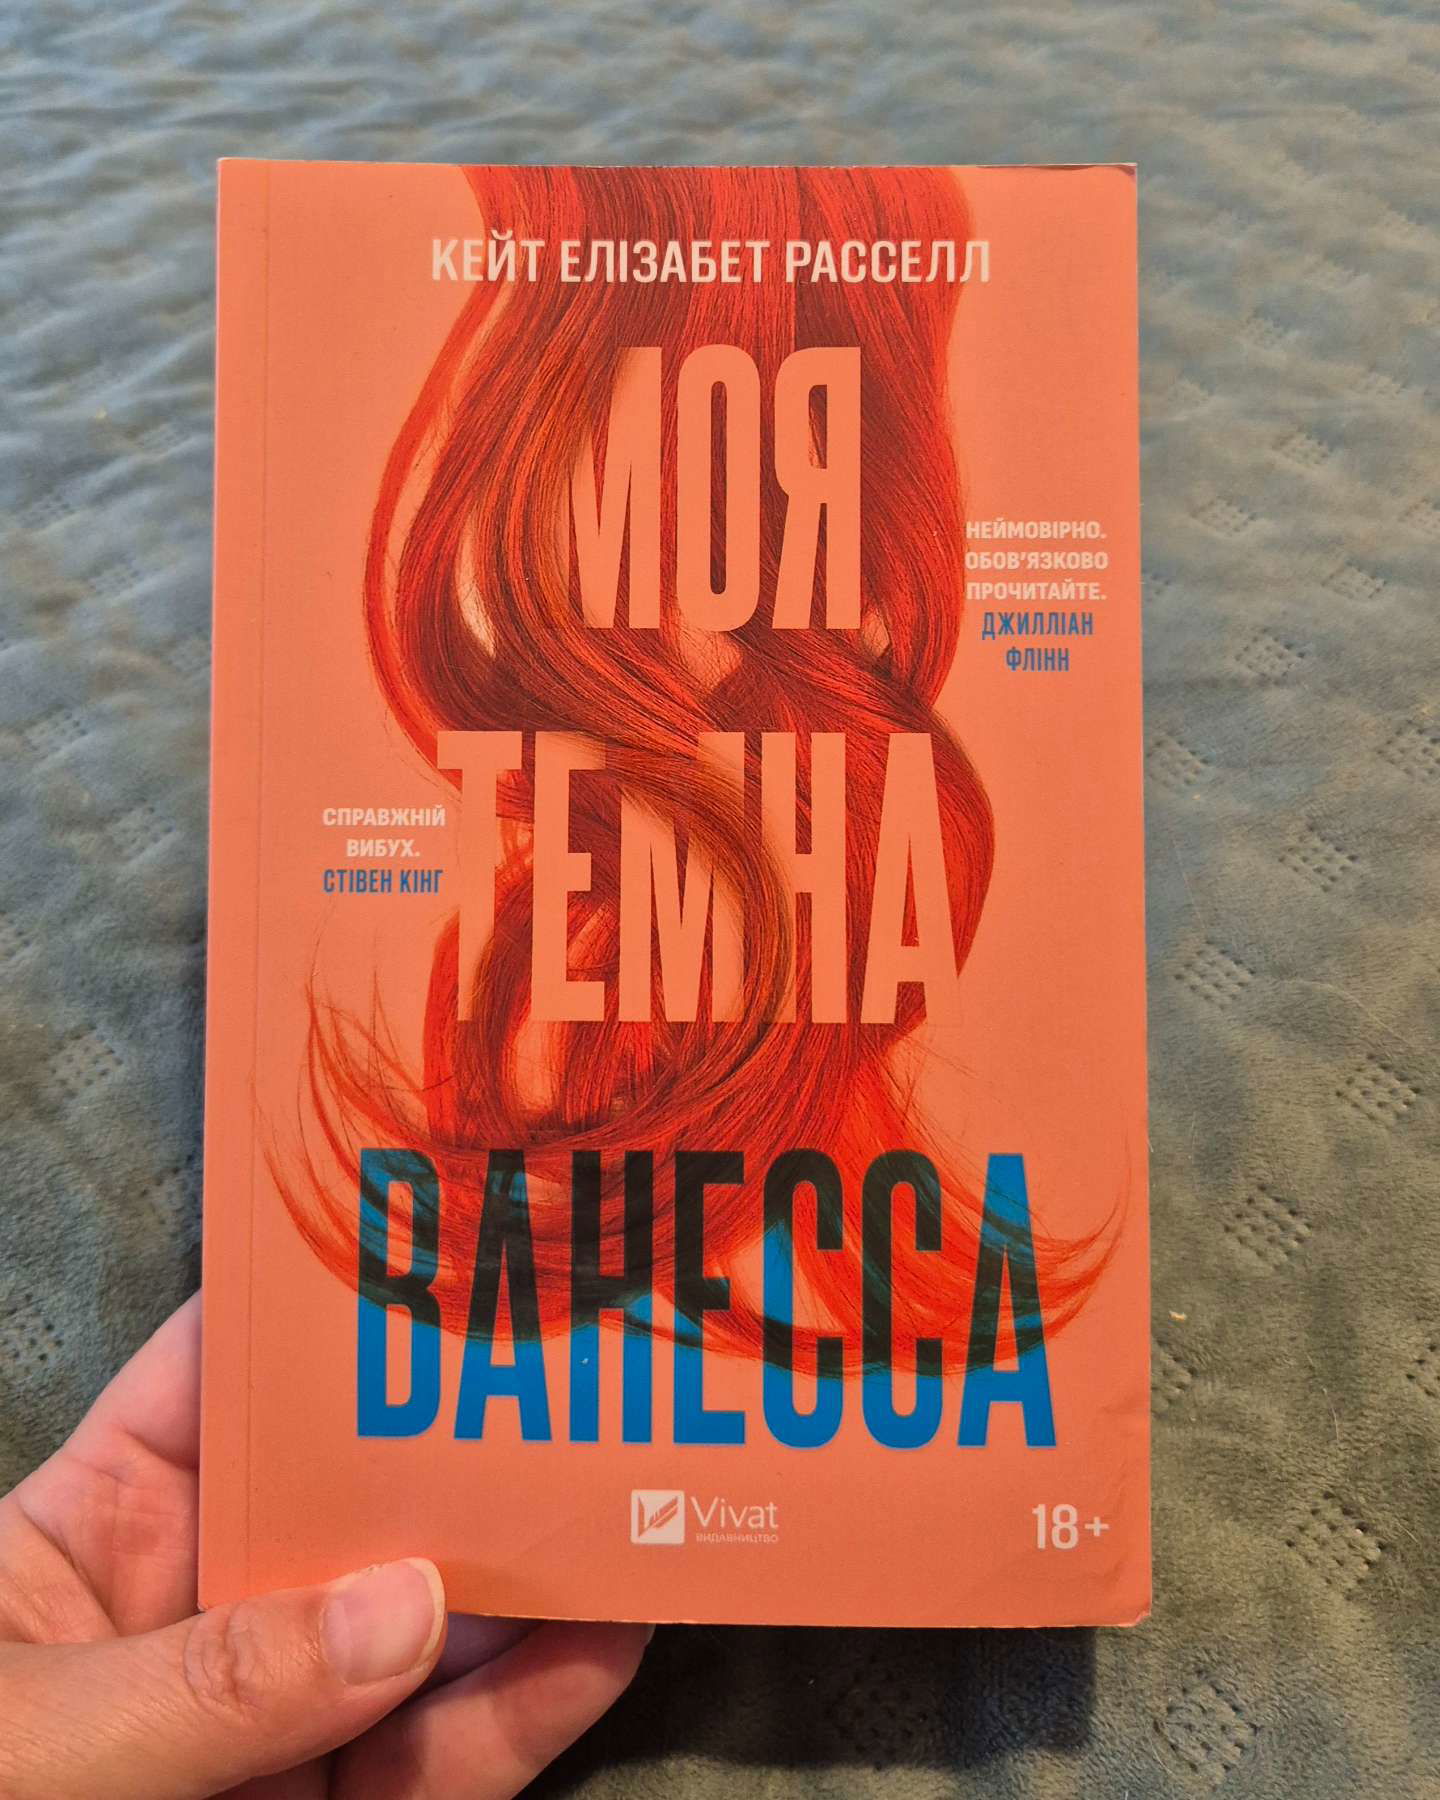 КЕЙТ ЕЛІЗАБЕТ РАССЕЛЛ
МОЯ
НЕЙМОВІРНО.
ОБОВ'ЯЗКОВО
ПРОЧИТАЙТЕ.
ДЖИЛЛІАН
ФЛІНН
ТЕМНА
СПРАВЖНІЙ
ВИБУХ.
СТІВЕН КІНГ
ВАНЕССА
Vivat
ВИДАВНИЦТВО
18+